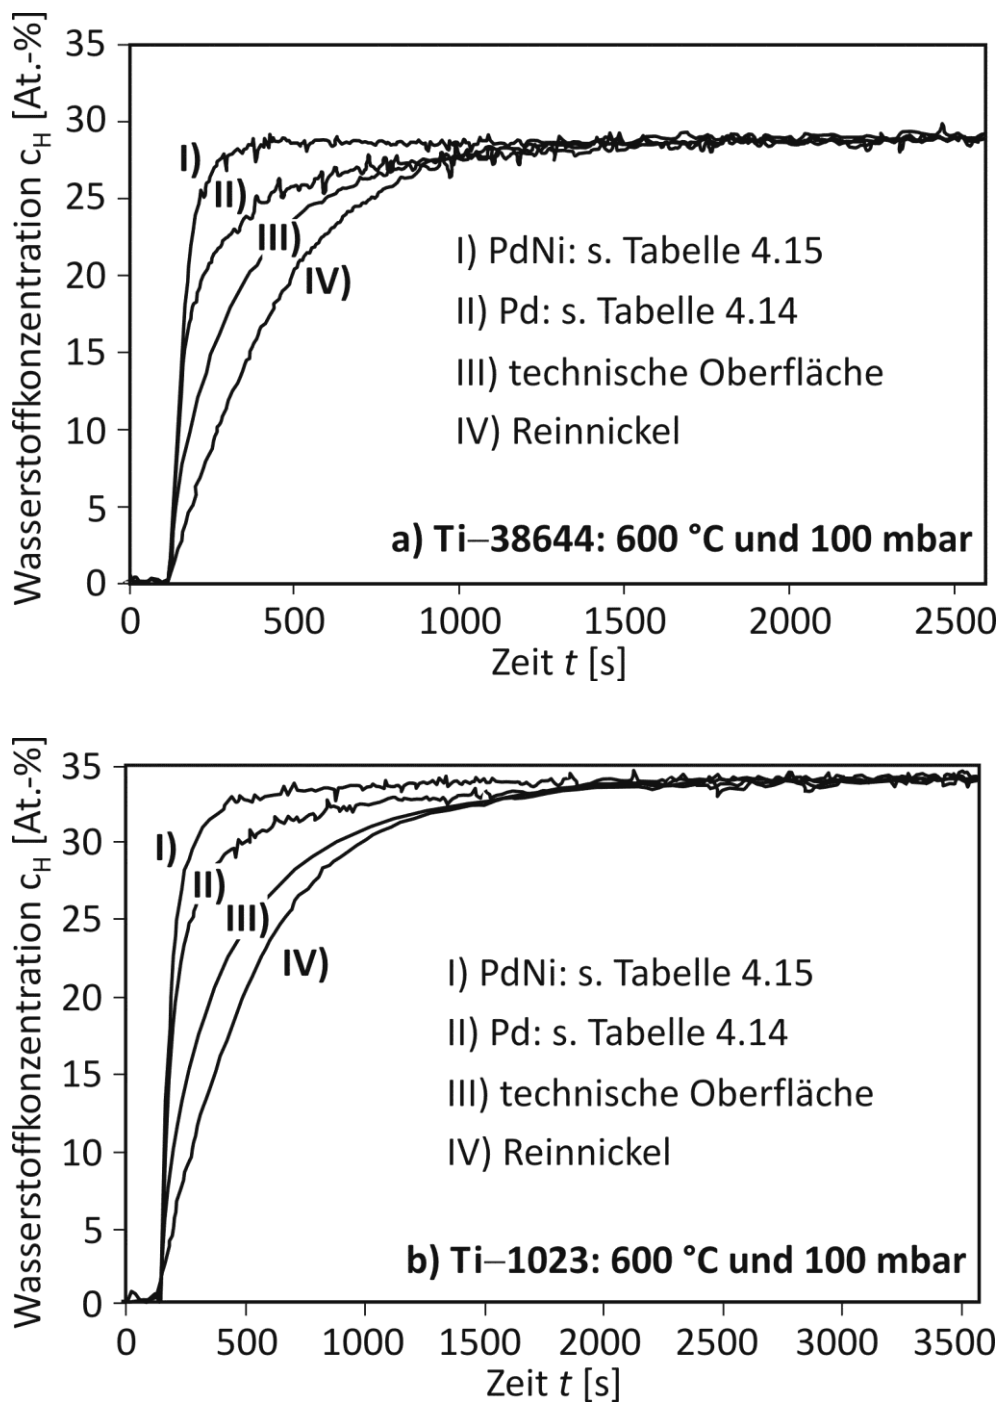 Wasserstoffkonzentration c_H [At.-%]
35
30
25
20
15
10
5
0
I)
II)
III)
IV)
I) PdNi: s. Tabelle 4.15
II) Pd: s. Tabelle 4.14
III) technische Oberfläche
IV) Reinnickel
a) Ti–38644: 600 °C und 100 mbar
0 500 1000 1500 2000 2500
Zeit t [s]
Wasserstoffkonzentration c_H [At.-%]
35
30
25
20
15
10
5
0
I)
II)
III)
IV)
I) PdNi: s. Tabelle 4.15
II) Pd: s. Tabelle 4.14
III) technische Oberfläche
IV) Reinnickel
b) Ti–1023: 600 °C und 100 mbar
0 500 1000 1500 2000 2500 3000 3500
Zeit t [s]